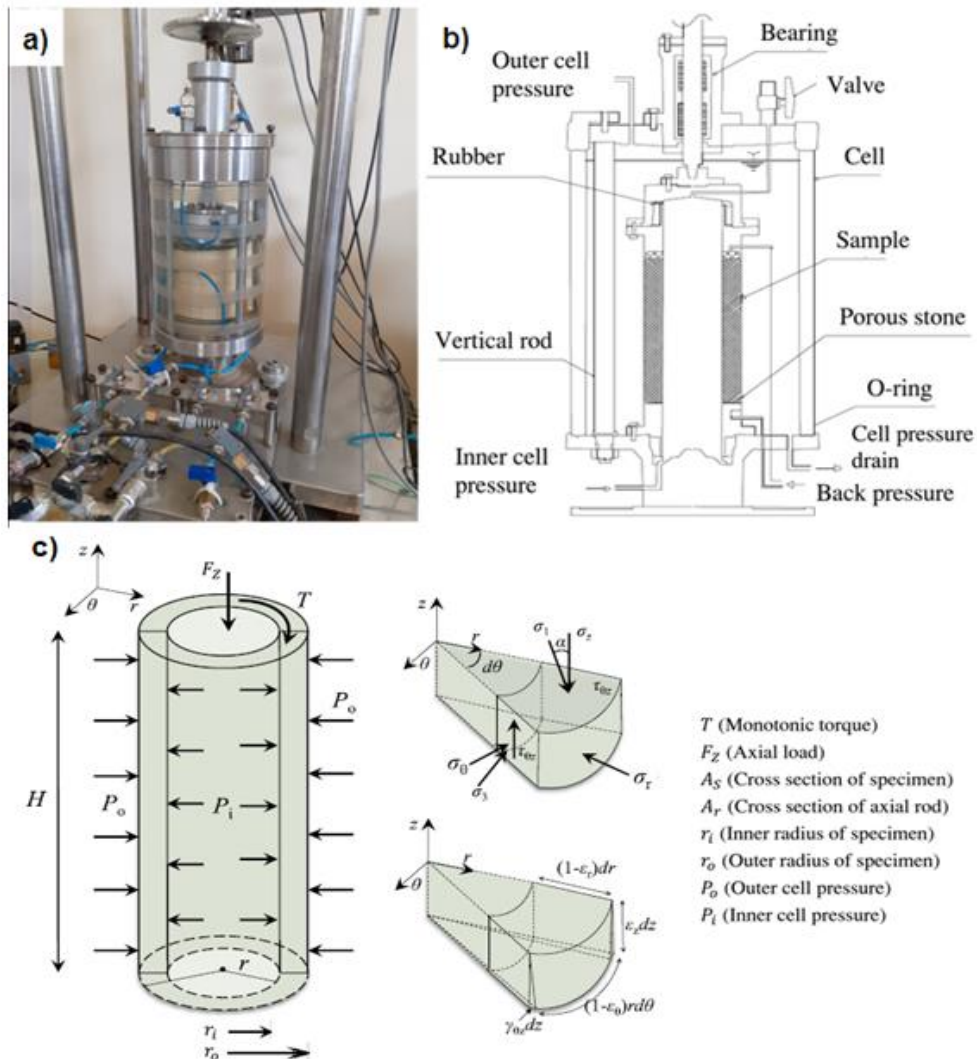 a)
b)
Bearing
Outer cell
pressure
Valve
Rubber
Cell
Sample
Porous stone
Vertical rod
O-ring
Inner cell
pressure
Cell pressure
drain
Back pressure
c)
z
θ
r
F_Z
T
H
P_o
P_o
P_i
r
r_i
r_o
z
r
θ
dθ
σ_1
α
σ_z
τ_θz
τ_θz
σ_θ
σ_3
σ_r
z
r
θ
(1-ε_r)dr
ε_z dz
(1-ε_θ)rdθ
γ_θz dz
T (Monotonic torque)
F_Z (Axial load)
A_S (Cross section of specimen)
A_r (Cross section of axial rod)
r_i (Inner radius of specimen)
r_o (Outer radius of specimen)
P_o (Outer cell pressure)
P_i (Inner cell pressure)